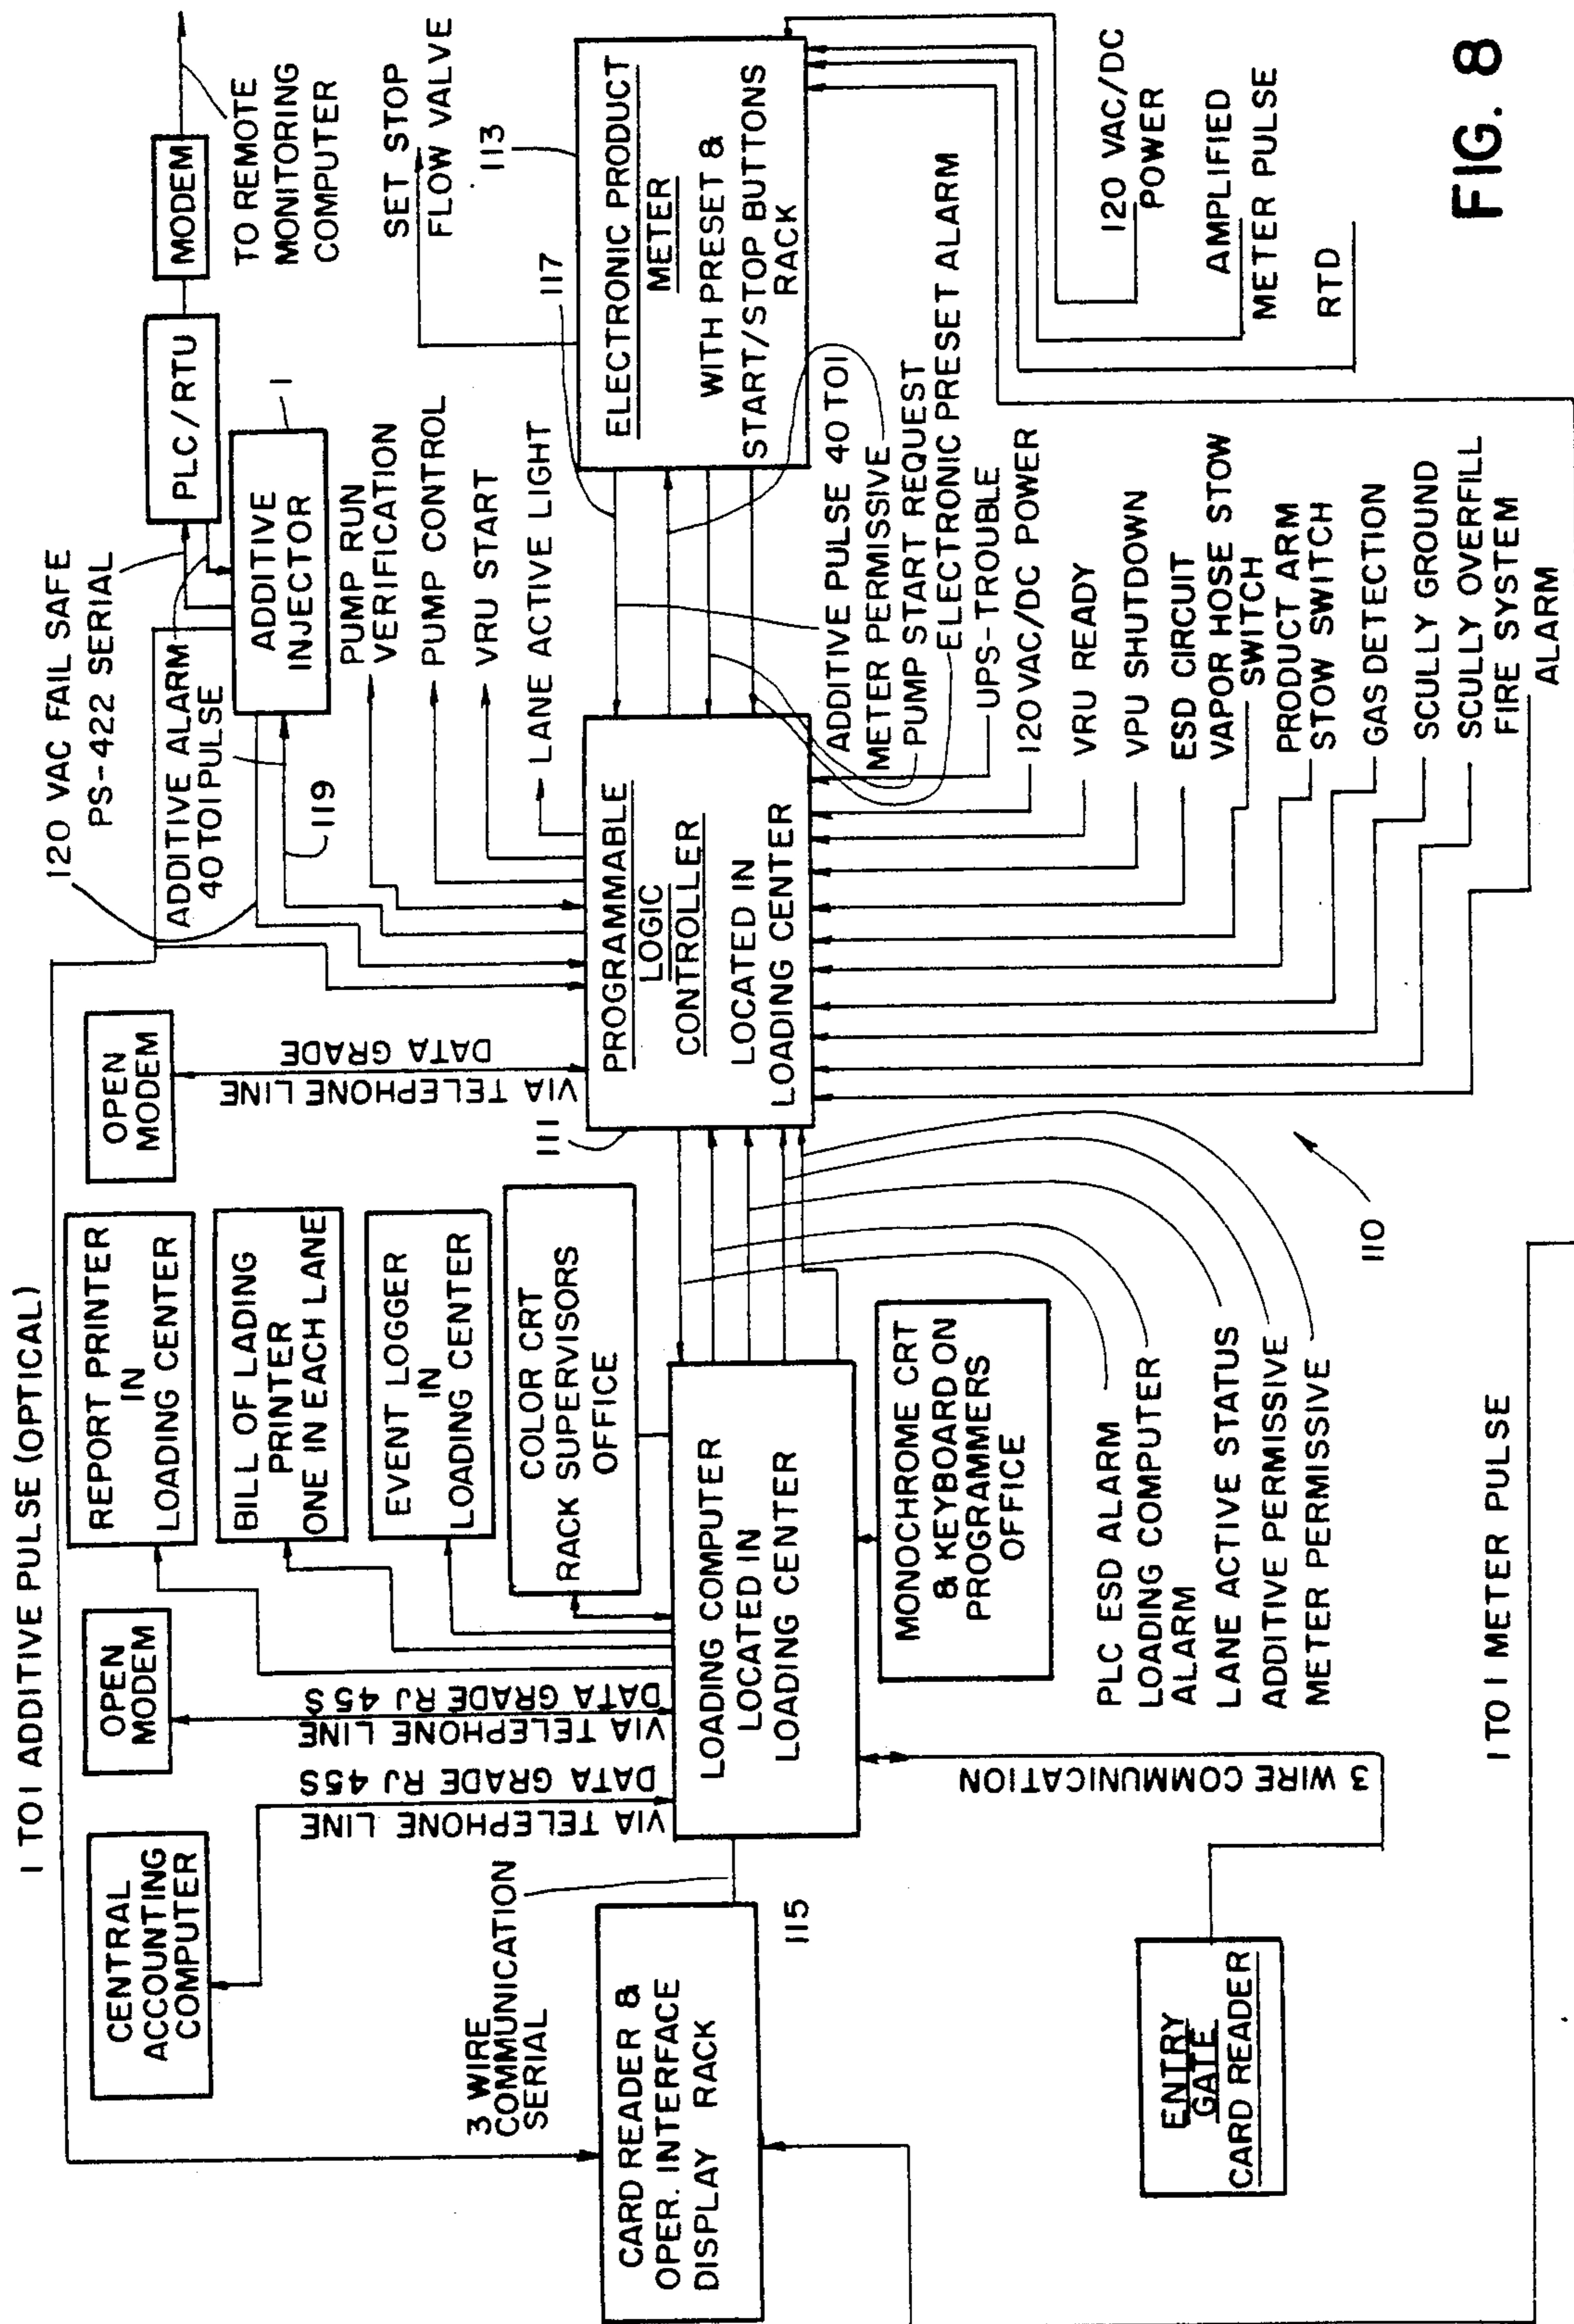 1 TO 1 ADDITIVE PULSE (OPTICAL)
CENTRAL
ACCOUNTING
COMPUTER
OPEN
MODEM
REPORT PRINTER
IN
LOADING CENTER
BILL OF LADING
PRINTER
ONE IN EACH LANE
EVENT LOGGER
IN
LOADING CENTER
COLOR CRT
RACK SUPERVISORS
OFFICE
VIA TELEPHONE LINE
DATA GRADE RJ 45S
VIA TELEPHONE LINE
DATA GRADE RJ 45S
3 WIRE
COMMUNICATION
SERIAL
115
CARD READER &
OPER. INTERFACE
DISPLAY RACK
LOADING COMPUTER
LOCATED IN
LOADING CENTER
MONOCHROME CRT
& KEYBOARD ON
PROGRAMMERS
OFFICE
3 WIRE COMMUNICATION
ENTRY
GATE
CARD READER
PLC ESD ALARM
LOADING COMPUTER
ALARM
LANE ACTIVE STATUS
ADDITIVE PERMISSIVE
METER PERMISSIVE
1 TO 1 METER PULSE
110
OPEN
MODEM
VIA TELEPHONE LINE
DATA GRADE
111
PROGRAMMABLE
LOGIC
CONTROLLER
LOCATED IN
LOADING CENTER
120 VAC FAIL SAFE
PS-422 SERIAL
ADDITIVE ALARM
40 TO 1 PULSE
119
PLC/RTU
MODEM
TO REMOTE
MONITORING
COMPUTER
ADDITIVE
INJECTOR
1
PUMP RUN
VERIFICATION
PUMP CONTROL
VRU START
LANE ACTIVE LIGHT
SET STOP
FLOW VALVE
113
117
ELECTRONIC PRODUCT
METER
WITH PRESET &
START/STOP BUTTONS
RACK
ADDITIVE PULSE 40 TO 1
METER PERMISSIVE
PUMP START REQUEST
ELECTRONIC PRESET ALARM
UPS-TROUBLE
120 VAC/DC POWER
VRU READY
VPU SHUTDOWN
ESD CIRCUIT
VAPOR HOSE STOW
SWITCH
PRODUCT ARM
STOW SWITCH
GAS DETECTION
SCULLY GROUND
SCULLY OVERFILL
FIRE SYSTEM
ALARM
120 VAC/DC
POWER
AMPLIFIED
METER PULSE
RTD
FIG. 8